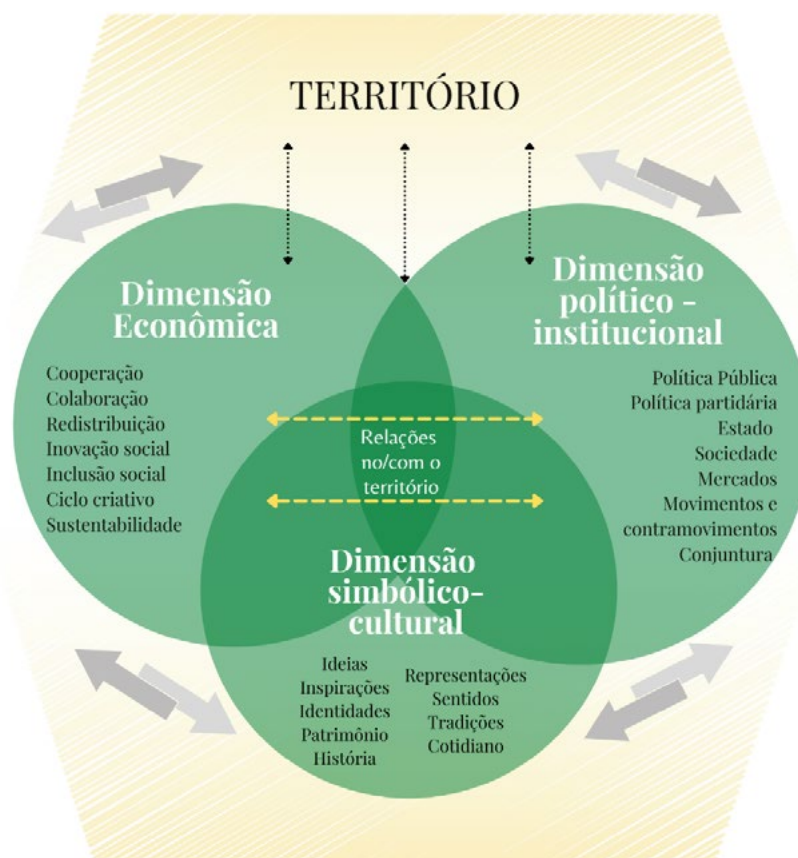 TERRITÓRIO
Dimensão
Econômica
Cooperação
Colaboração
Redistribuição
Inovação social
Inclusão social
Ciclo criativo
Sustentabilidade
Dimensão
político -
institucional
Política Pública
Política partidária
Estado
Sociedade
Mercados
Movimentos e
contramovimentos
Conjuntura
Relações
no/com o
território
Dimensão
simbólico-
cultural
Ideias
Inspirações
Identidades
Patrimônio
História
Representações
Sentidos
Tradições
Cotidiano